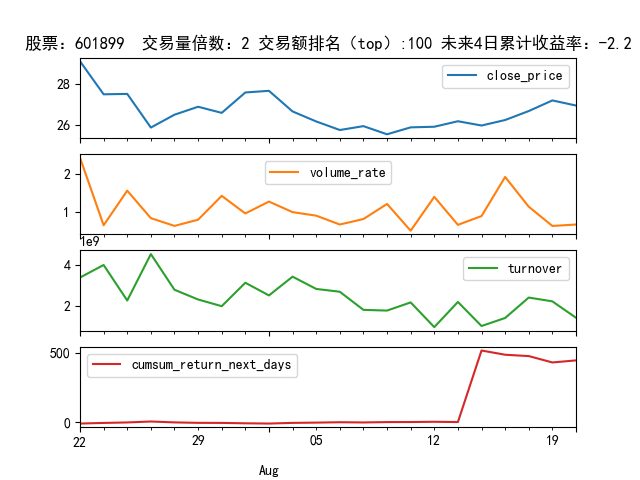 股票：601899  交易量倍数：2 交易额排名（top）:100 未来4日累计收益率：-2.2
28
26
close_price
2
1
volume_rate
1e9
4
2
turnover
500
0
cumsum_return_next_days
22 29 05 12 19
Aug